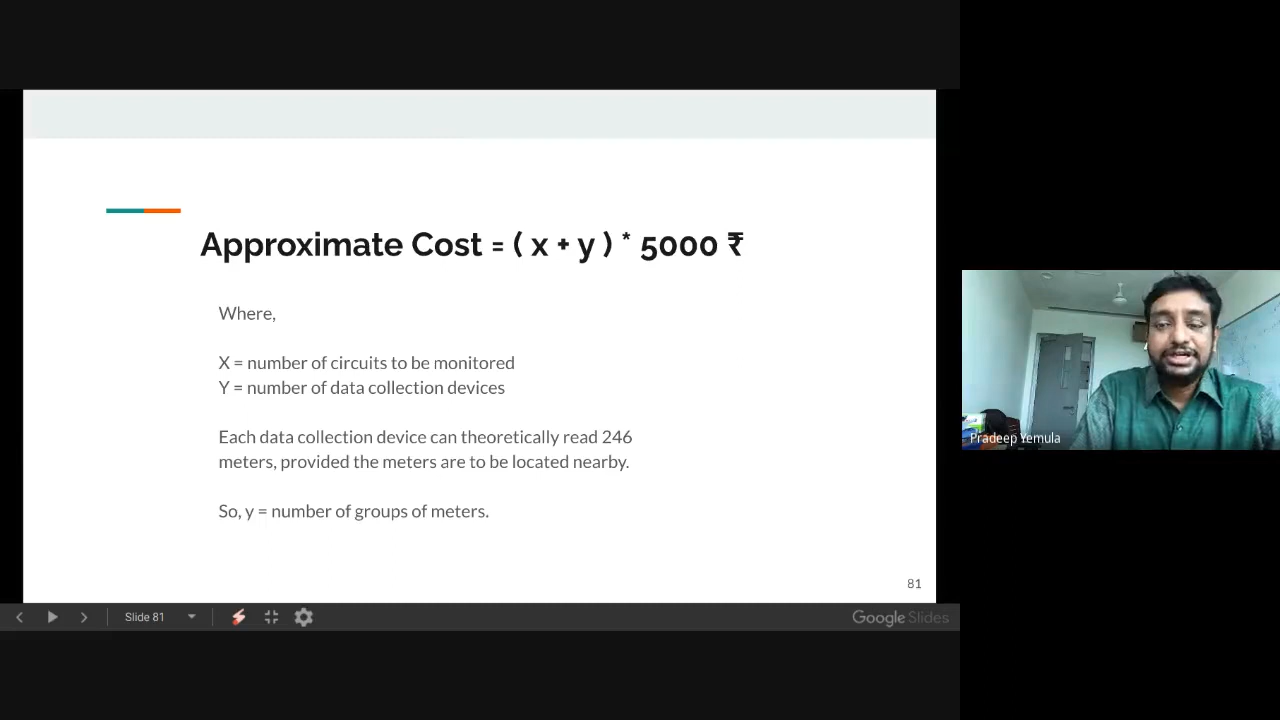 Approximate Cost = ( x + y ) * 5000 ₹
Where,
X = number of circuits to be monitored
Y = number of data collection devices
Each data collection device can theoretically read 246
meters, provided the meters are to be located nearby.
So, y = number of groups of meters.
81
Slide 81
Google Slides
Pradeep Yemula